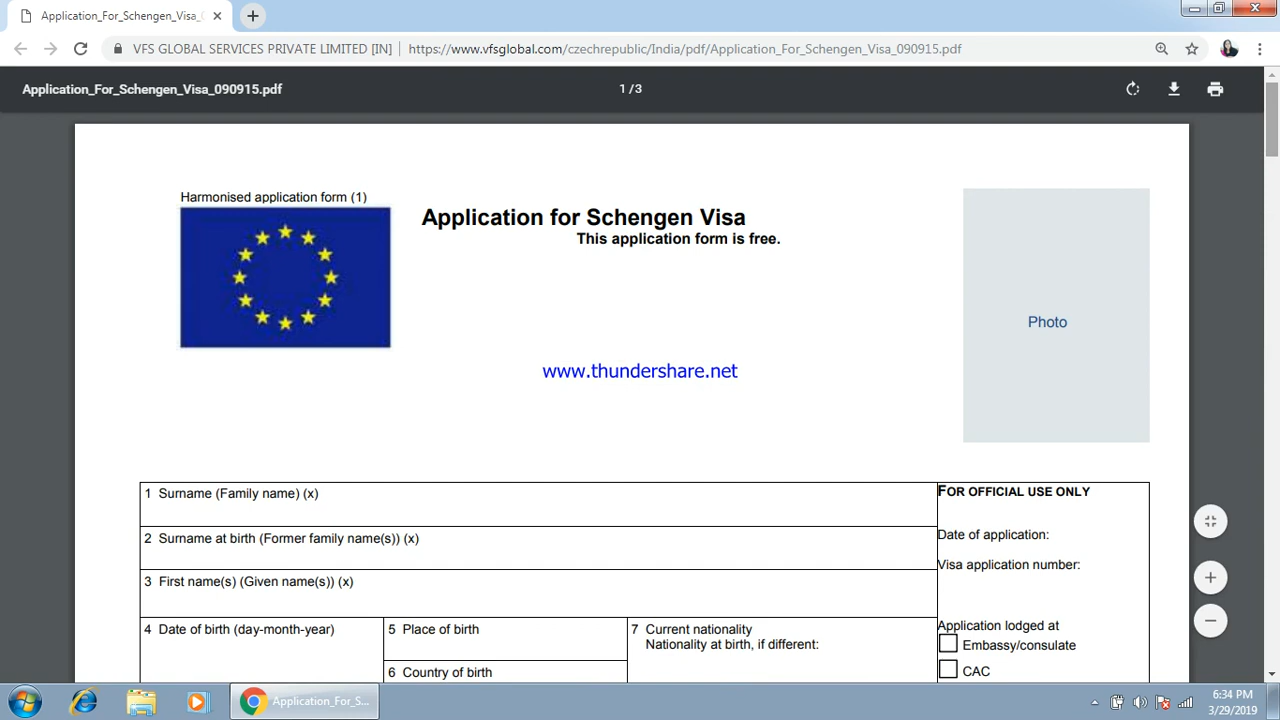 Application_For_Schengen_Visa_
VFS GLOBAL SERVICES PRIVATE LIMITED [IN] | https://www.vfsglobal.com/czechrepublic/India/pdf/Application_For_Schengen_Visa_090915.pdf
Application_For_Schengen_Visa_090915.pdf
1 / 3
Harmonised application form (1)
Application for Schengen Visa
This application form is free.
Photo
www.thundershare.net
1 Surname (Family name) (x)
FOR OFFICIAL USE ONLY
2 Surname at birth (Former family name(s)) (x)
Date of application:
Visa application number:
3 First name(s) (Given name(s)) (x)
4 Date of birth (day-month-year)
5 Place of birth
6 Country of birth
7 Current nationality
Nationality at birth, if different:
Application lodged at
Embassy/consulate
CAC
Application_For_S...
6:34 PM
3/29/2019